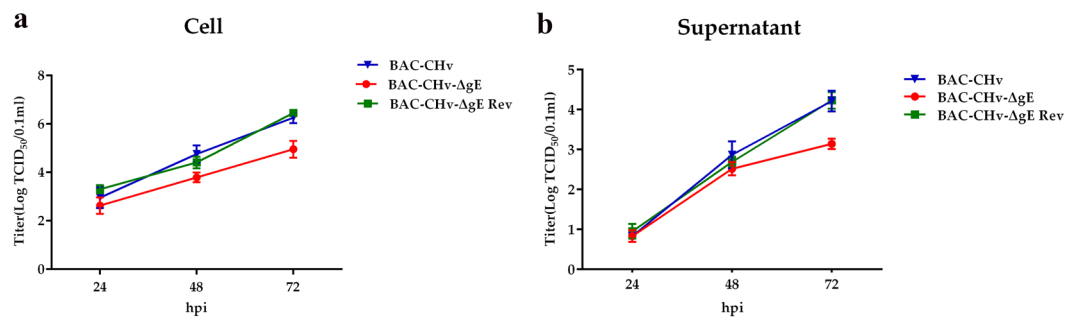 a
Cell
BAC-CHv
BAC-CHv-ΔgE
BAC-CHv-ΔgE Rev
Titer(Log TCID50/0.1ml)
8
6
4
2
0
24
48
72
hpi
b
Supernatant
BAC-CHv
BAC-CHv-ΔgE
BAC-CHv-ΔgE Rev
Titer(Log TCID50/0.1ml)
5
4
3
2
1
0
24
48
72
hpi